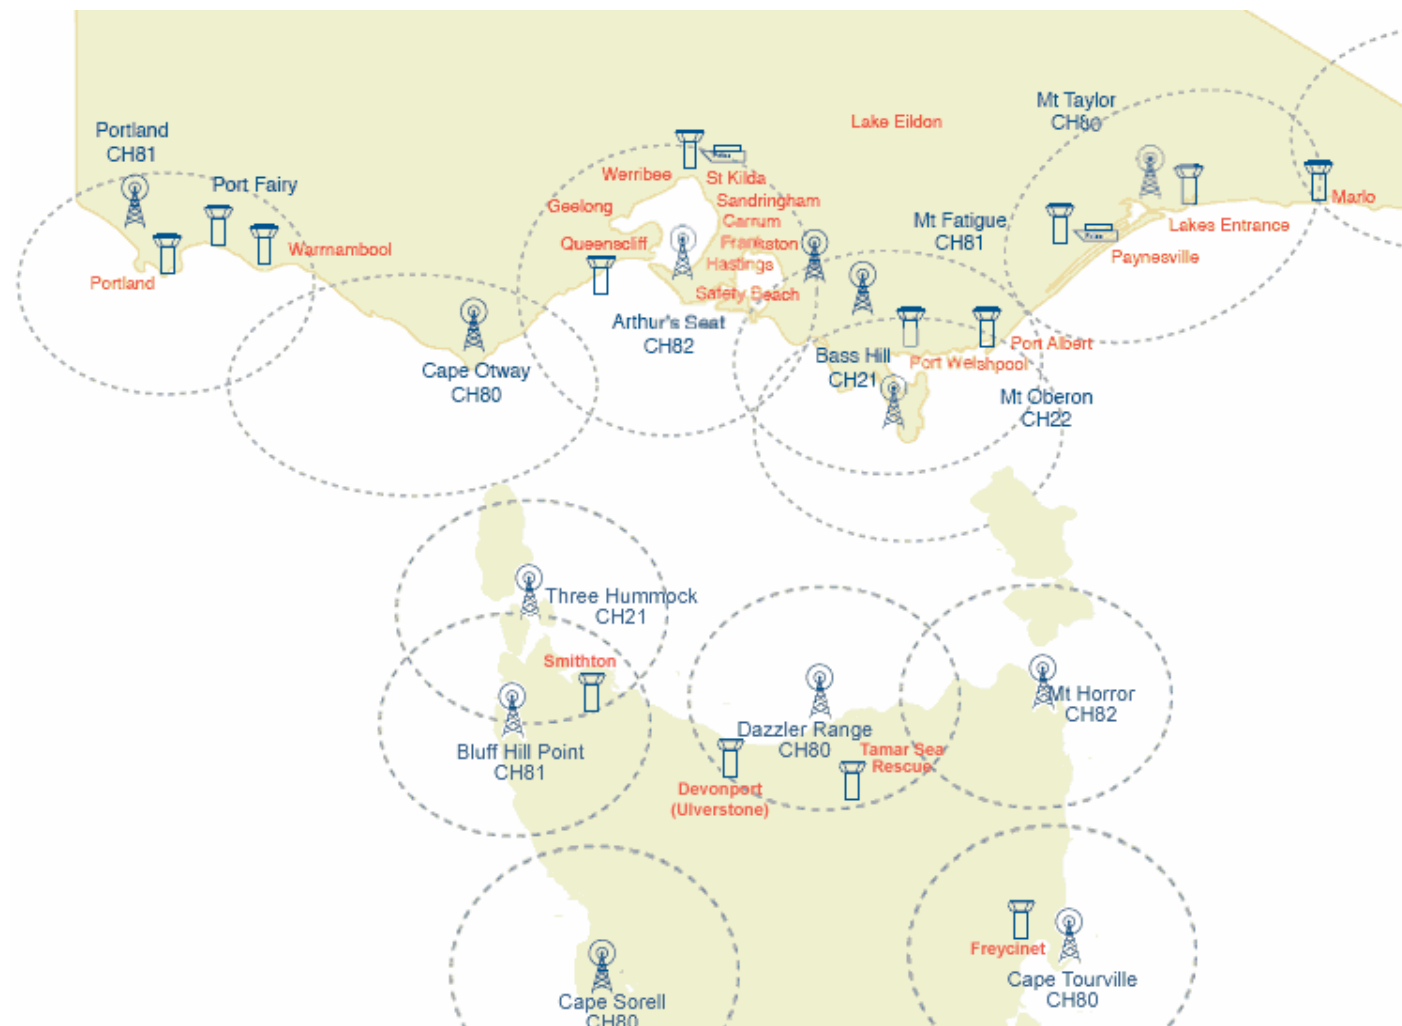 Portland
CH81
Port Fairy
Warrnambool
Portland
Cape Otway
CH80
Werribee
Geelong
Queenscliff
St Kilda
Sandringham
Carrum
Frankston
Hastings
Safety Beach
Arthur's Seat
CH82
Lake Eildon
Mt Taylor
CH80
Mt Fatigue
CH81
Marlo
Lakes Entrance
Paynesville
Bass Hill
CH21
Port Welshpool
Port Albert
Mt Oberon
CH22
Three Hummock
CH21
Smithton
Bluff Hill Point
CH81
Dazzler Range
CH80
Tamar Sea
Rescue
Devonport
(Ulverstone)
Mt Horror
CH82
Freycinet
Cape Tourville
CH80
Cape Sorell
CH80